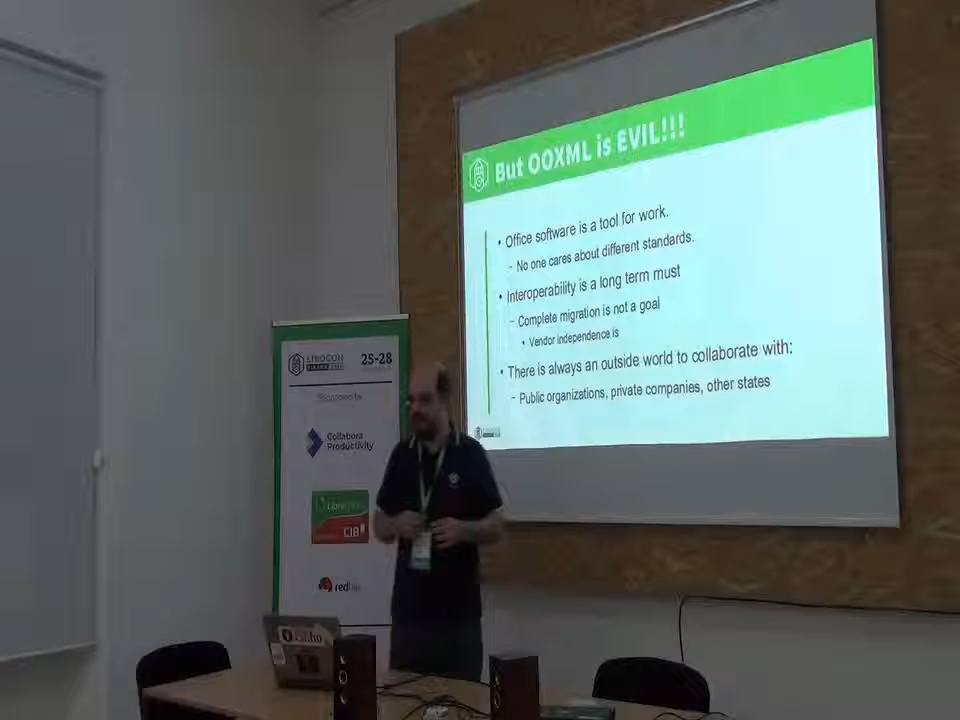 But OOXML is EVIL!!!
• Office software is a tool for work.
– No one cares about different standards.
• Interoperability is a long term must
– Complete migration is not a goal
• Vendor independence is
• There is always an outside world to collaborate with:
– Public organizations, private companies, other states
25-28
Sponsored by
Collabora
Productivity
CIB
redhat